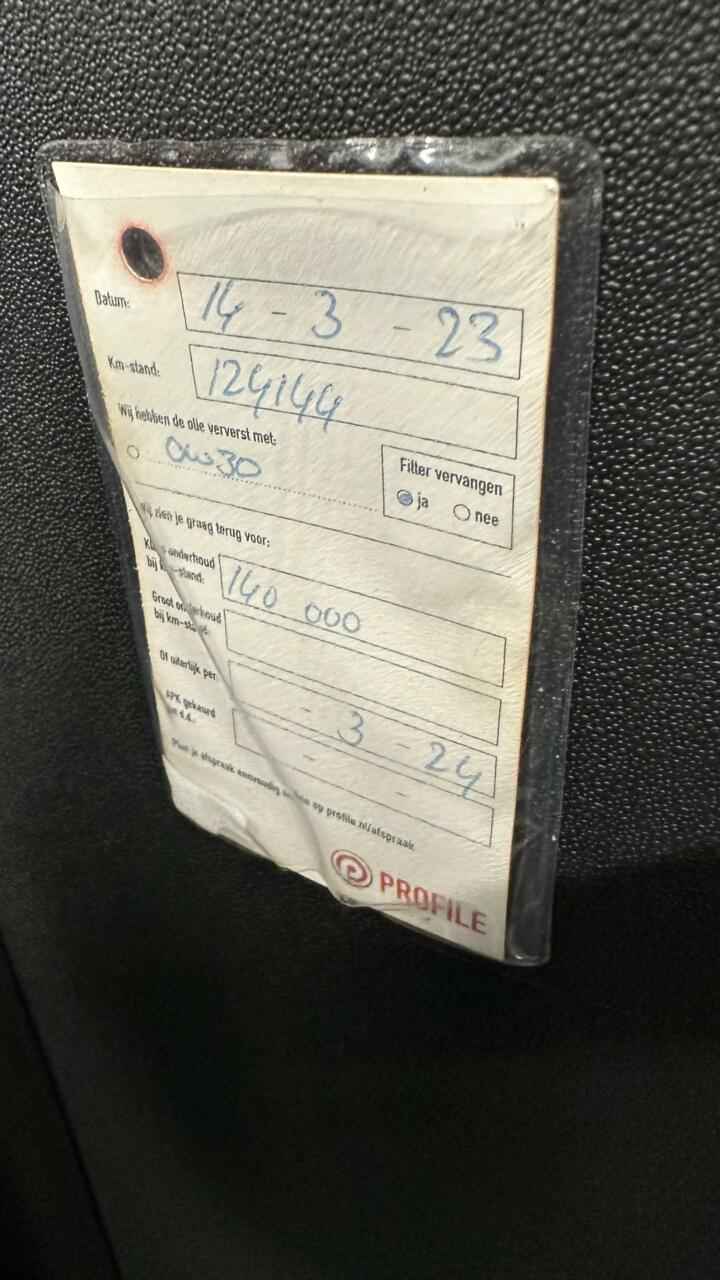 Datum: 14 - 3 - 23
Km-stand: 124144
Wij hebben de olie ververst met:
0w30
Filter vervangen
ja nee
Wij zien je graag terug voor:
Klein onderhoud
bij km-stand: 140 000
Groot onderhoud
bij km-stand:
Of uiterlijk per - 3 - 24
APK gekeurd
d.d.: - -
Plan je afspraak eenvoudig online op profile.nl/afspraak
PROFILE